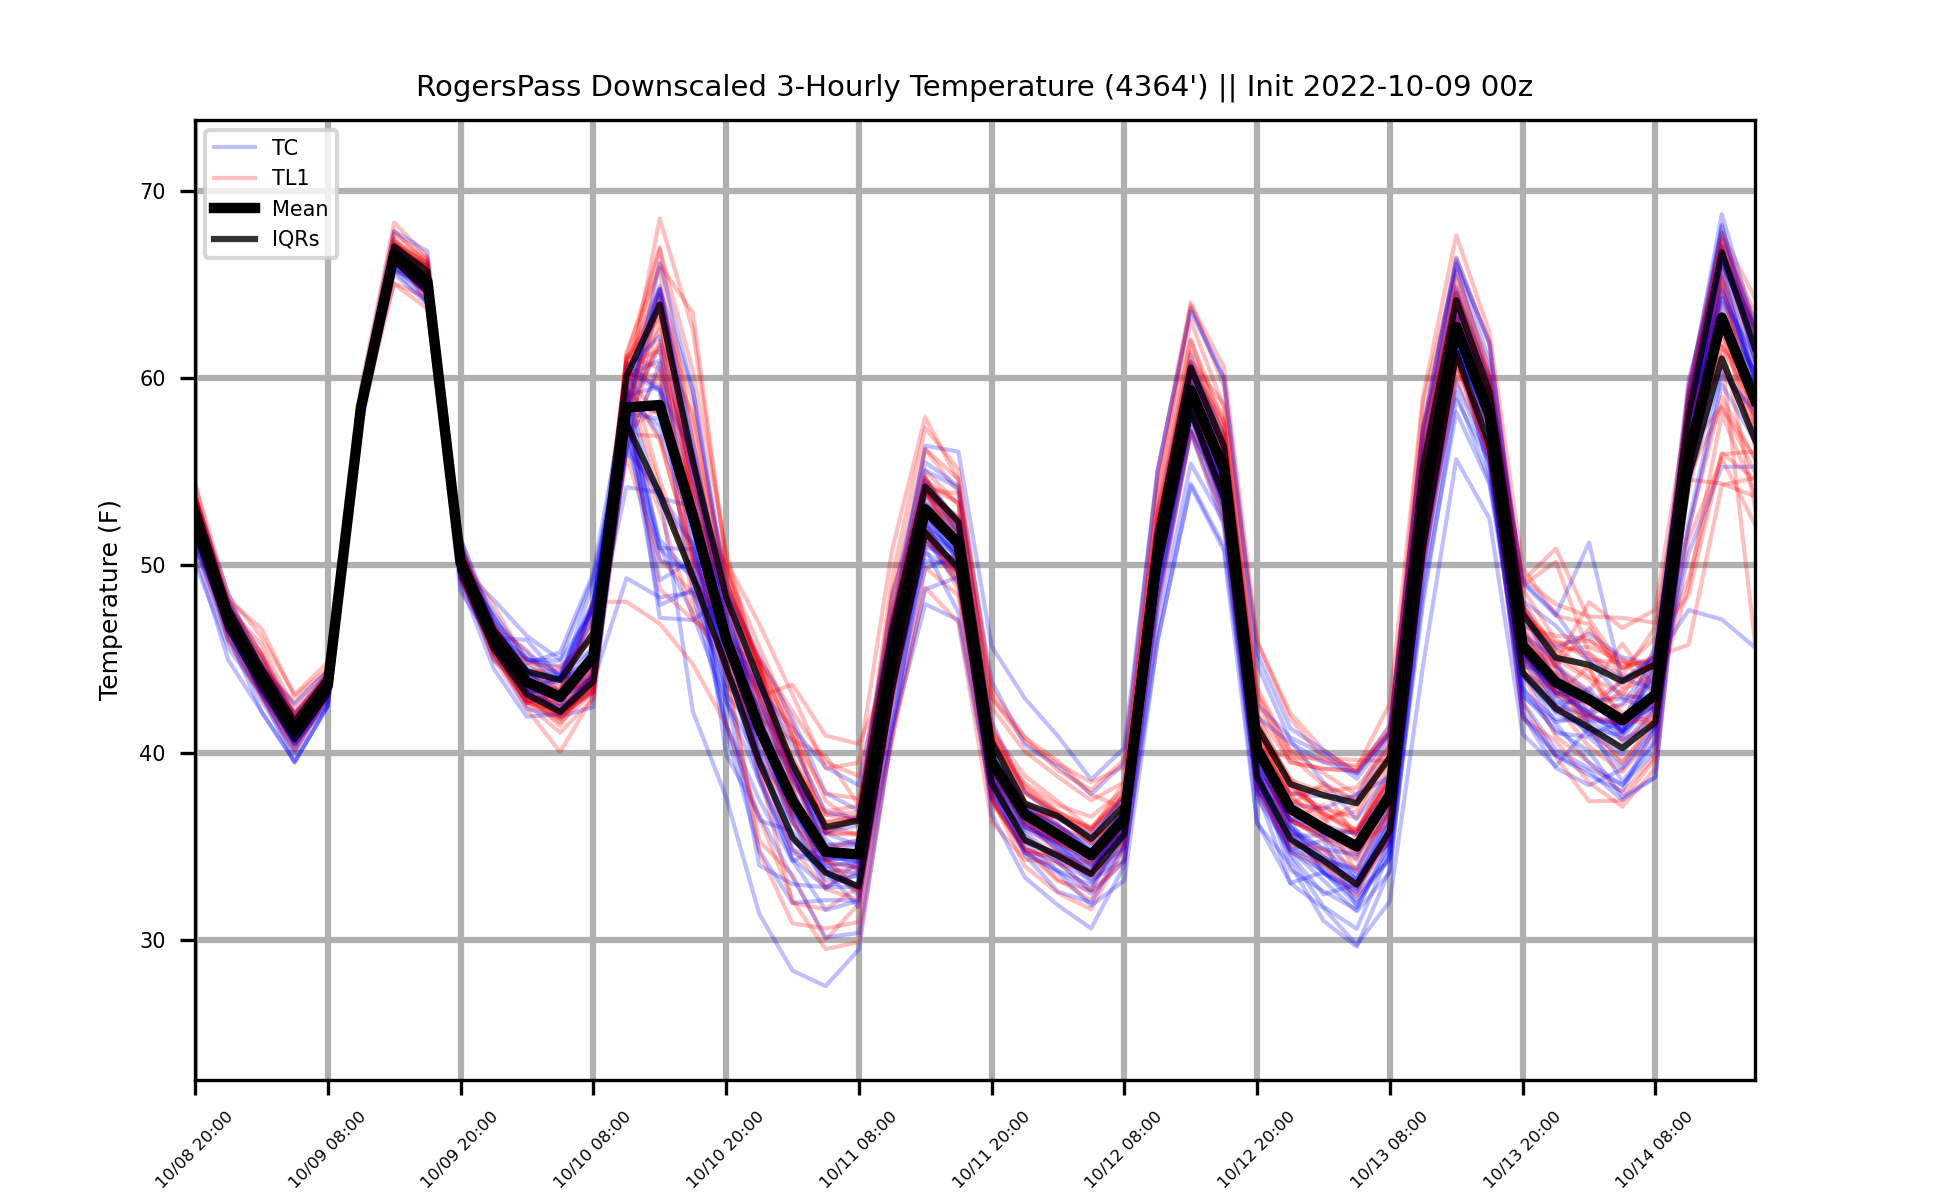 RogersPass Downscaled 3-Hourly Temperature (4364') || Init 2022-10-09 00z
TC
TL1
Mean
IQRs
Temperature (F)
70
60
50
40
30
10/08 20:00
10/09 08:00
10/09 20:00
10/10 08:00
10/10 20:00
10/11 08:00
10/11 20:00
10/12 08:00
10/12 20:00
10/13 08:00
10/13 20:00
10/14 08:00